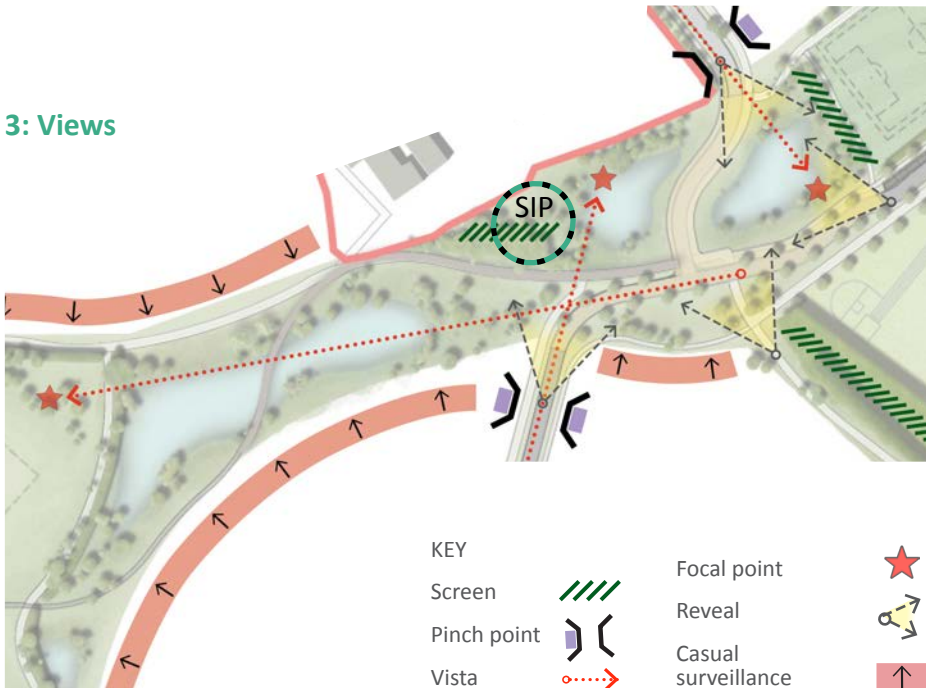 3: Views
SIP
KEY
Screen
Pinch point
Vista
Focal point
Reveal
Casual
surveillance